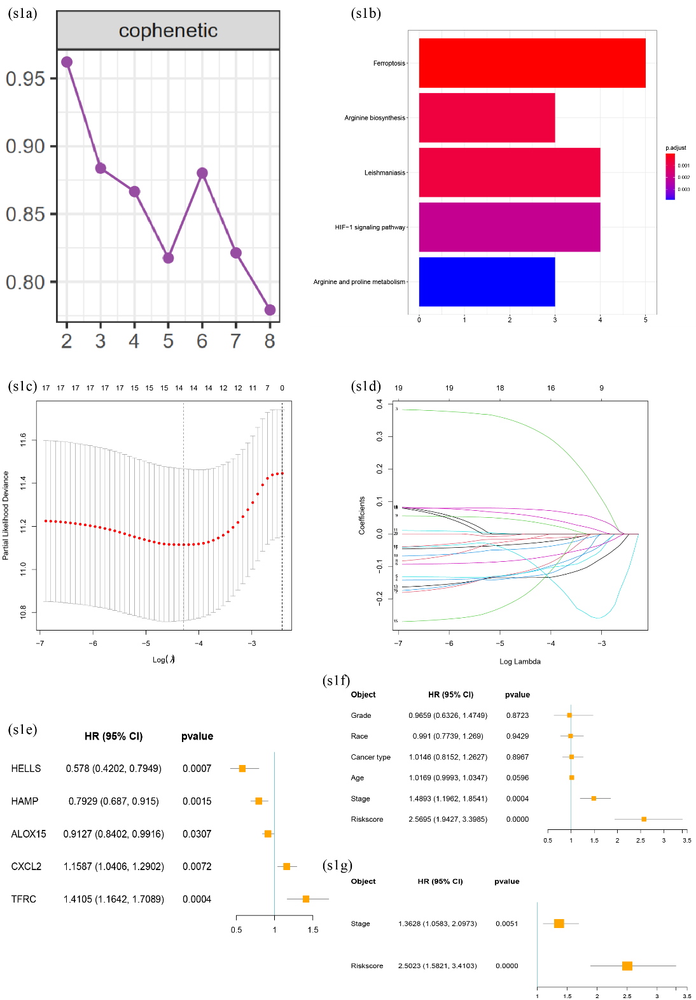 (s1a)
cophenetic
0.95
0.90
0.85
0.80
2 3 4 5 6 7 8
(s1b)
Ferroptosis
Arginine biosynthesis
Leishmaniasis
HIF−1 signaling pathway
Arginine and proline metabolism
0 1 2 3 4 5
p.adjust
0.001
0.002
0.003
(s1c)
17 17 17 17 17 17 15 15 15 14 14 14 12 12 11 7 0
Partial Likelihood Deviance
11.6
11.4
11.2
11.0
10.8
−7 −6 −5 −4 −3
Log(λ)
(s1d)
19 19 18 16 9
Coefficients
0.4
0.3
0.2
0.1
0.0
−0.1
−0.2
3
9
11
20
10
8
6
5
4
13
15
−7 −6 −5 −4 −3
Log Lambda
(s1e)
HR (95% CI) pvalue
HELLS 0.578 (0.4202, 0.7949) 0.0007
HAMP 0.7929 (0.687, 0.915) 0.0015
ALOX15 0.9127 (0.8402, 0.9916) 0.0307
CXCL2 1.1587 (1.0406, 1.2902) 0.0072
TFRC 1.4105 (1.1642, 1.7089) 0.0004
0.5 1 1.5
(s1f)
Object HR (95% CI) pvalue
Grade 0.9659 (0.6326, 1.4749) 0.8723
Race 0.991 (0.7739, 1.269) 0.9429
Cancer type 1.0146 (0.8152, 1.2627) 0.8967
Age 1.0169 (0.9993, 1.0347) 0.0596
Stage 1.4893 (1.1962, 1.8541) 0.0004
Riskscore 2.5695 (1.9427, 3.3985) 0.0000
0.5 1 1.5 2 2.5 3 3.5
(s1g)
Object HR (95% CI) pvalue
Stage 1.3628 (1.0583, 2.0973) 0.0051
Riskscore 2.5023 (1.5821, 3.4103) 0.0000
1 1.5 2 2.5 3 3.5